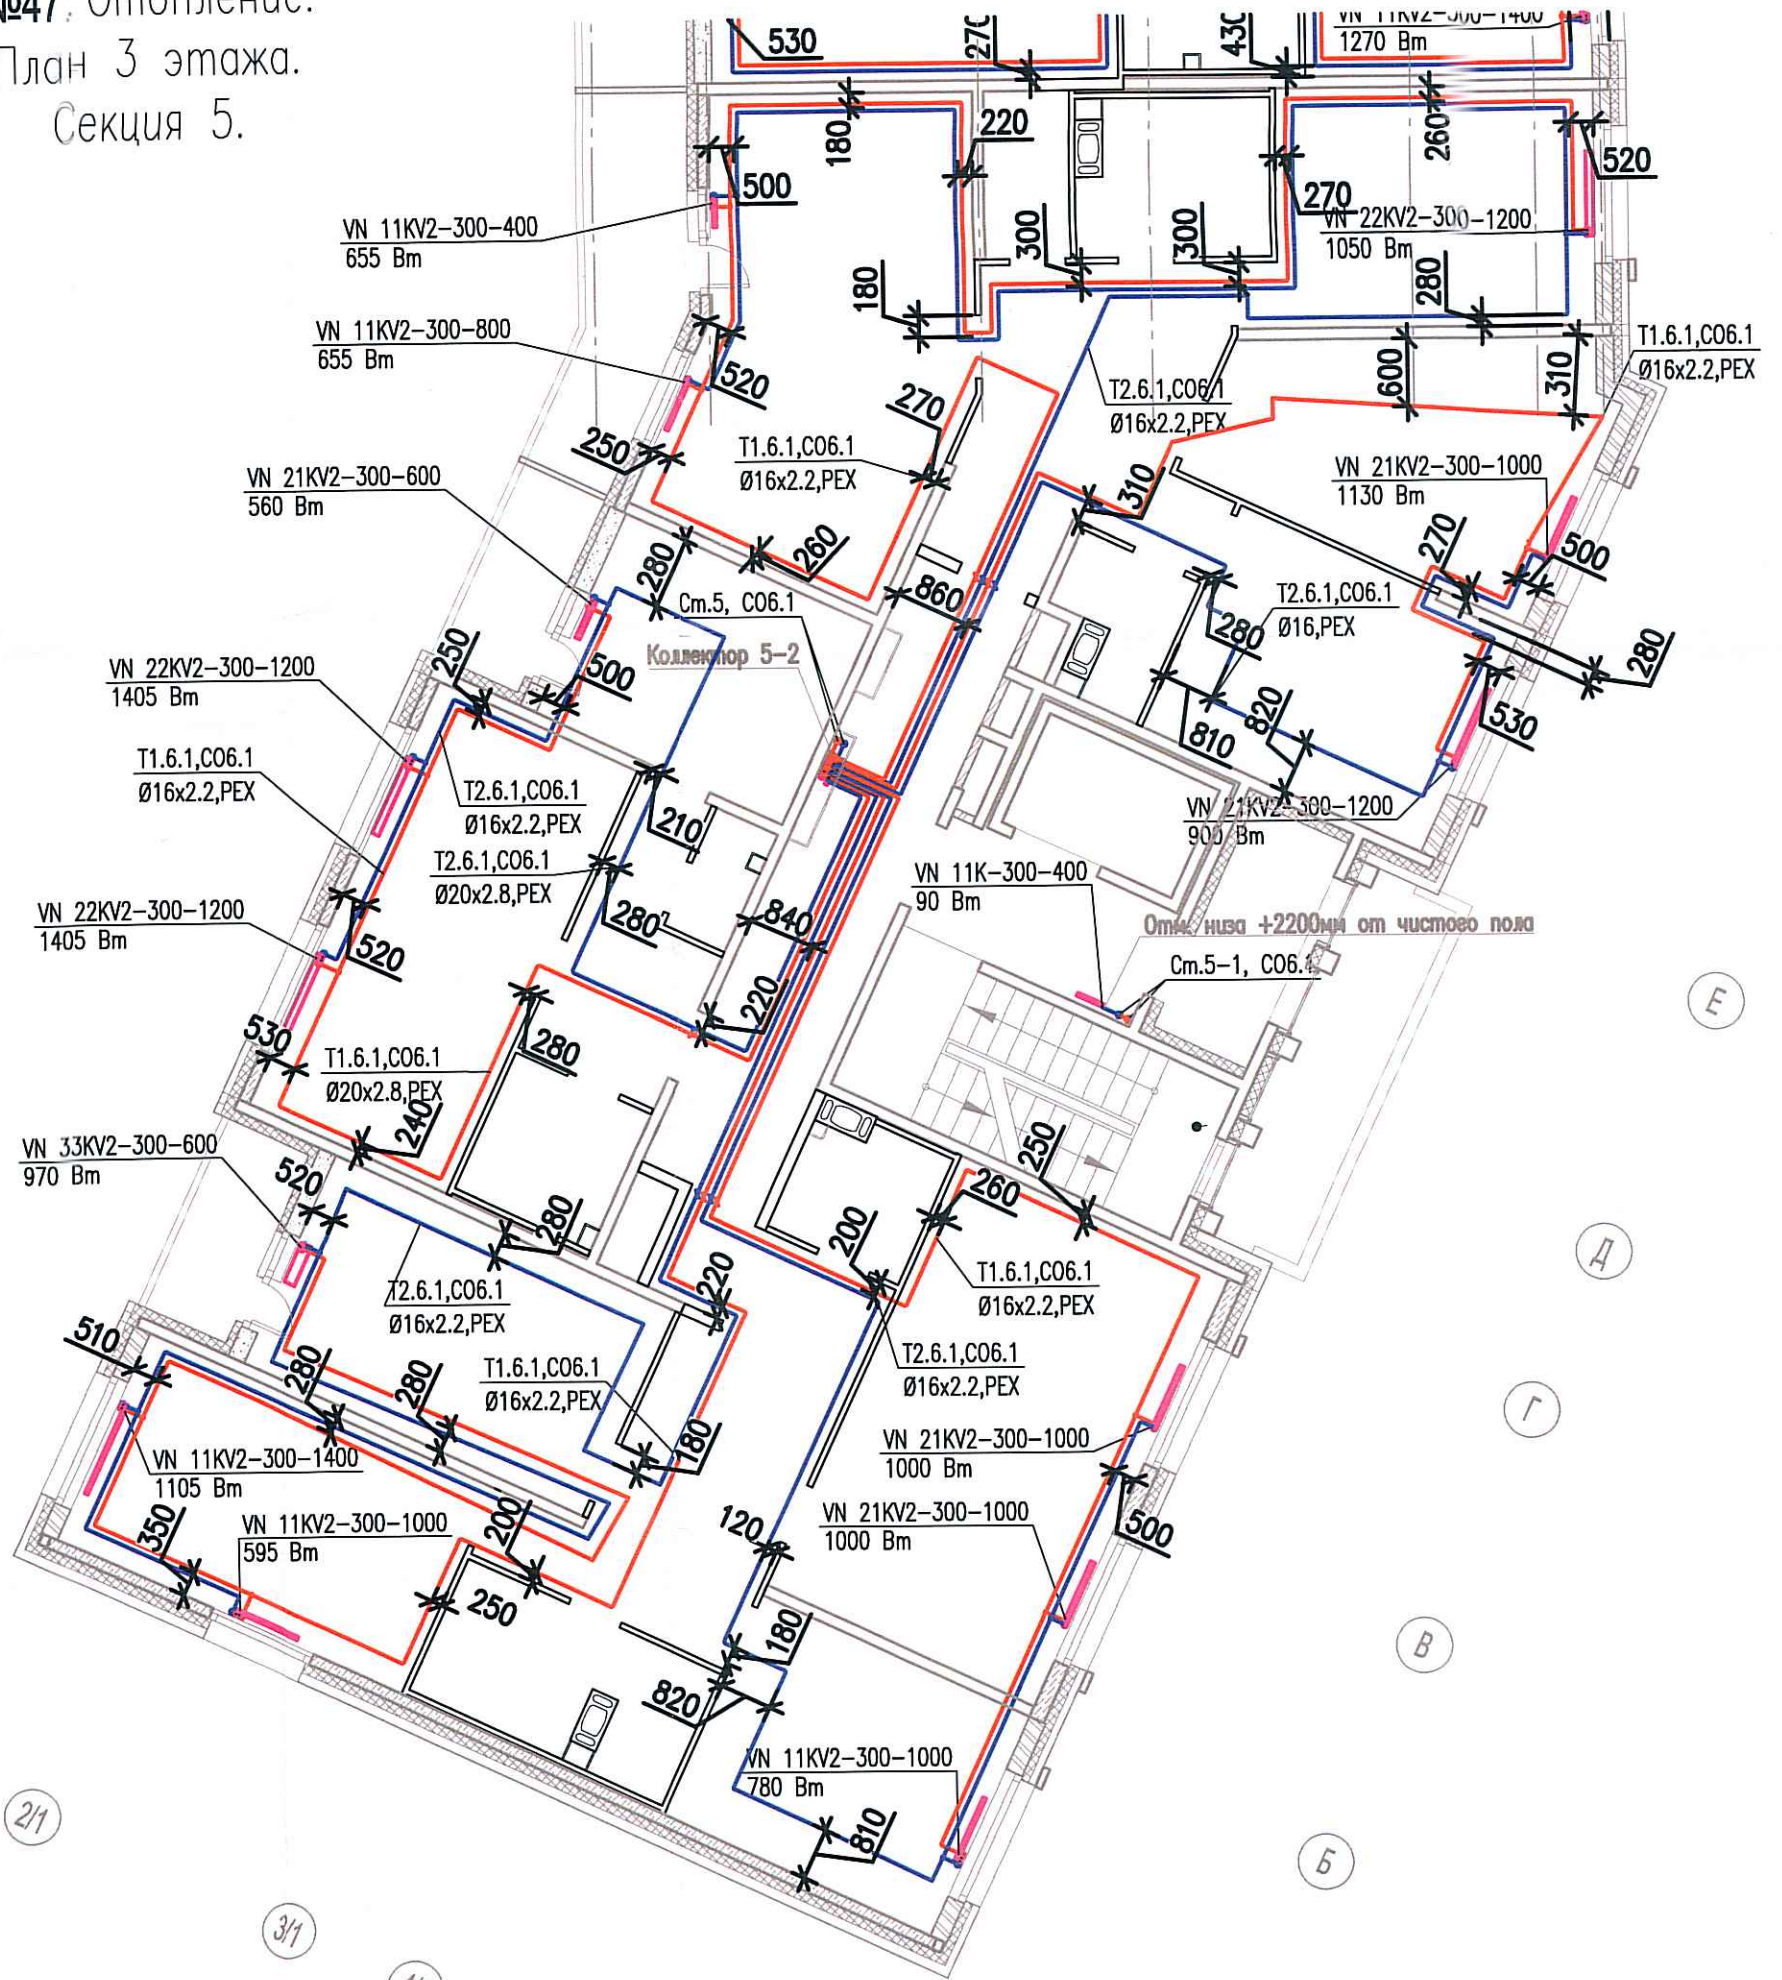 №47. Отопление.
План 3 этажа.
Секция 5.
530
270
430
VN 11KV2-300-1400
1270 Вт
180
220
260
520
500
270
VN 11KV2-300-400
655 Вт
300
300
VN 22KV2-300-1200
1050 Вт
180
280
VN 11KV2-300-800
655 Вт
T1.6.1,CO6.1
Ø16x2.2,PEX
600
310
520
T2.6.1,CO6.1
Ø16x2.2,PEX
270
250
T1.6.1,CO6.1
Ø16x2.2,PEX
VN 21KV2-300-600
560 Вт
VN 21KV2-300-1000
1130 Вт
310
270
500
260
280
860
Ст.5, CO6.1
T2.6.1,CO6.1
Ø16,PEX
280
280
Коллектор 5-2
250
500
VN 22KV2-300-1200
1405 Вт
530
820
810
T1.6.1,CO6.1
Ø16x2.2,PEX
T2.6.1,CO6.1
Ø16x2.2,PEX
210
VN 21KV2-300-1200
900 Вт
T2.6.1,CO6.1
Ø20x2.8,PEX
VN 11K-300-400
90 Вт
VN 22KV2-300-1200
1405 Вт
280
840
Отм. низа +2200мм от чистого пола
520
Ст.5-1, CO6.1
Е
220
530
280
T1.6.1,CO6.1
Ø20x2.8,PEX
240
VN 33KV2-300-600
970 Вт
520
250
280
260
200
Д
220
T1.6.1,CO6.1
Ø16x2.2,PEX
T2.6.1,CO6.1
Ø16x2.2,PEX
510
280
280
T1.6.1,CO6.1
Ø16x2.2,PEX
T2.6.1,CO6.1
Ø16x2.2,PEX
Г
180
VN 11KV2-300-1400
1105 Вт
VN 21KV2-300-1000
1000 Вт
350
VN 11KV2-300-1000
595 Вт
200
120
VN 21KV2-300-1000
1000 Вт
500
250
180
В
820
VN 11KV2-300-1000
780 Вт
2/1
810
Б
3/1